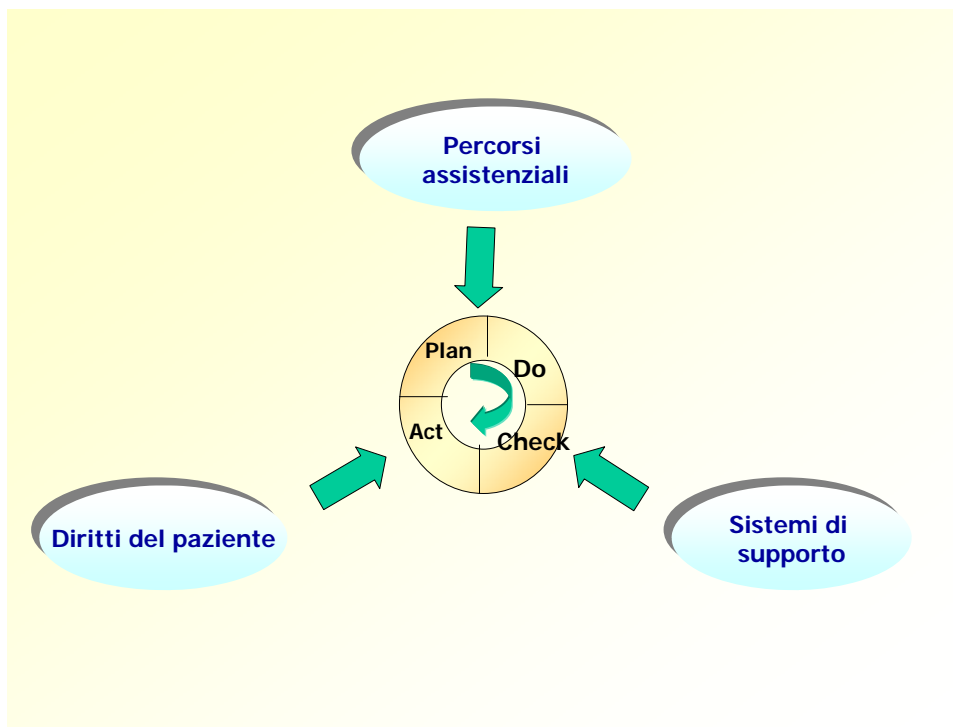 Percorsi
assistenziali
Plan
Do
Act
Check
Diritti del paziente
Sistemi di
supporto